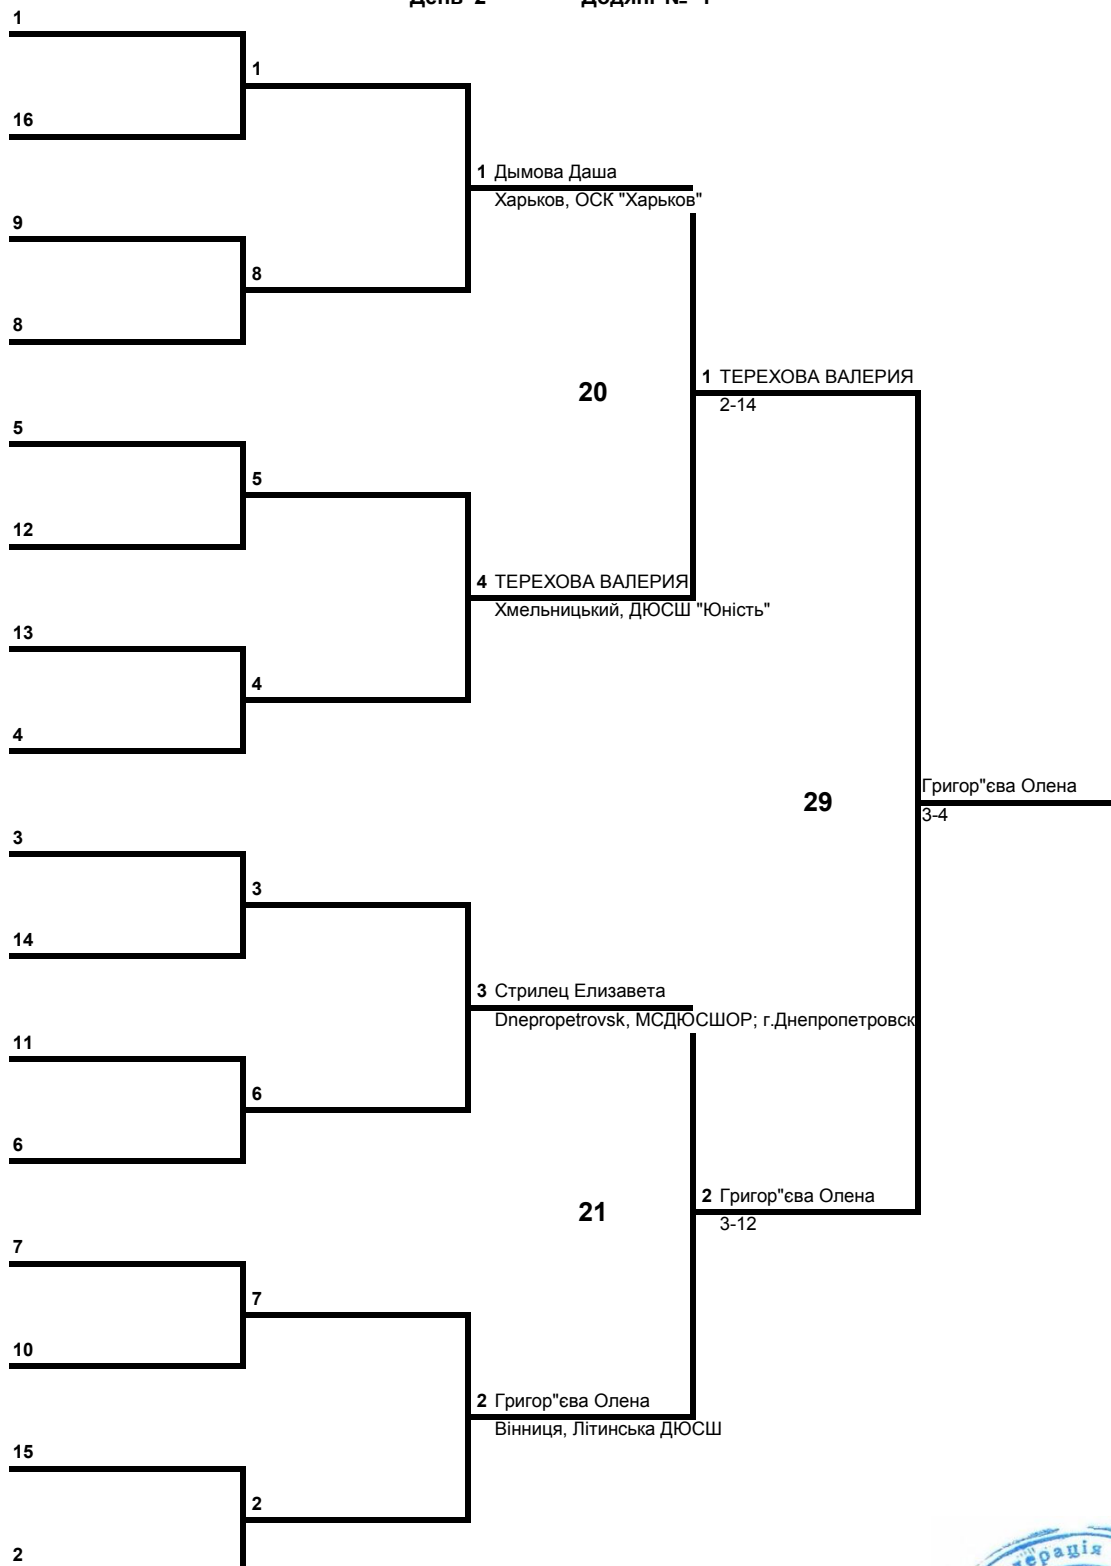 День 2 Додянг № 1
1
1
16
1 Дымова Даша
Харьков, ОСК "Харьков"
9
8
8
20
1 ТЕРЕХОВА ВАЛЕРИЯ
2-14
5
5
12
4 ТЕРЕХОВА ВАЛЕРИЯ
Хмельницький, ДЮСШ "Юність"
13
4
4
29
Григор"єва Олена
3-4
3
3
14
3 Стрилец Елизавета
Dnepropetrovsk, МСДЮСШОР; г.Днепропетровск
11
6
6
21
2 Григор"єва Олена
3-12
7
7
10
2 Григор"єва Олена
Вінниця, Літинська ДЮСШ
15
2
2